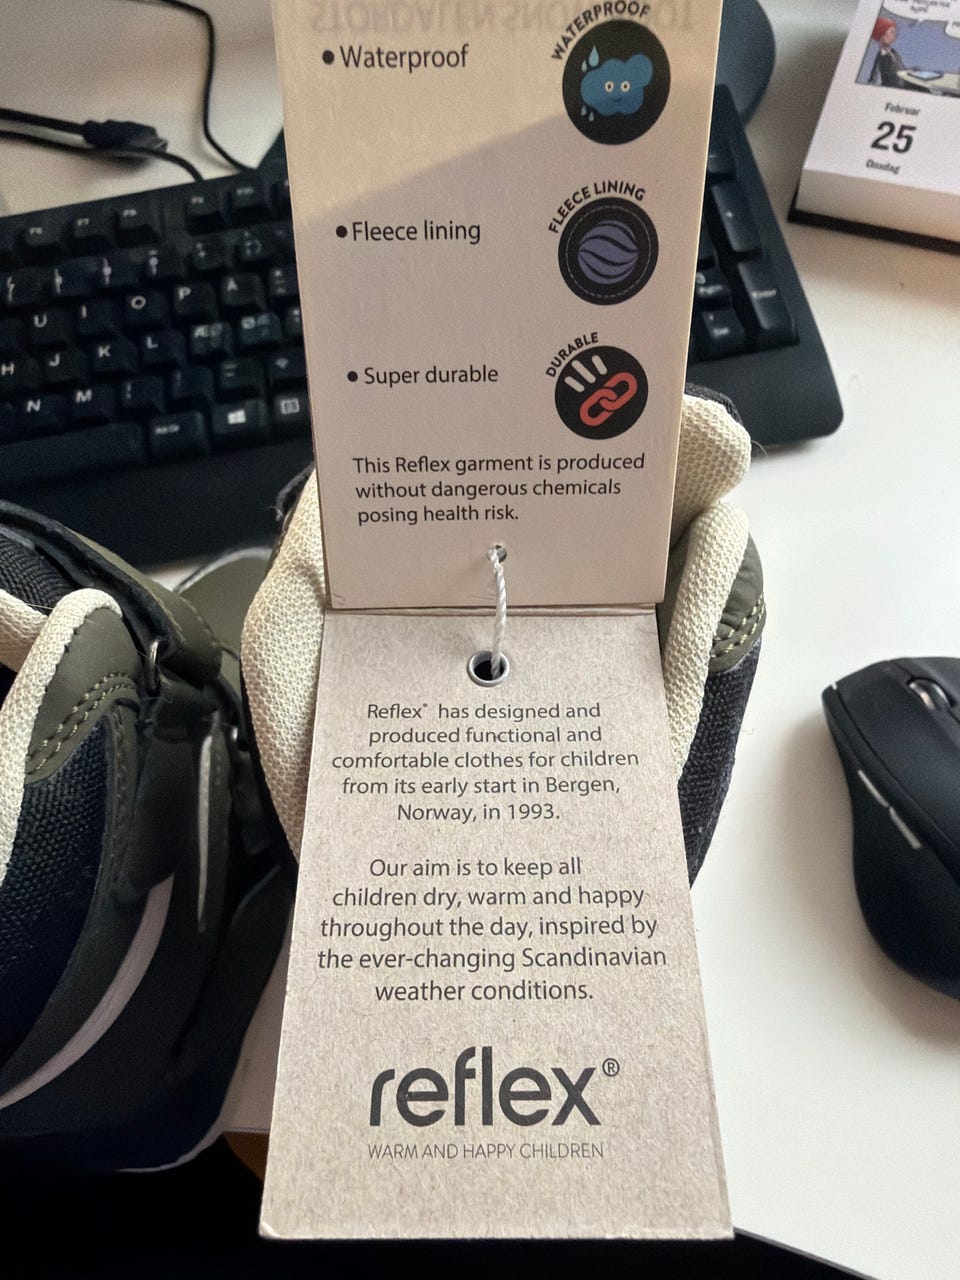 WATERPROOF
• Waterproof
FLEECE LINING
• Fleece lining
DURABLE
• Super durable
This Reflex garment is produced
without dangerous chemicals
posing health risk.
Reflex® has designed and
produced functional and
comfortable clothes for children
from its early start in Bergen,
Norway, in 1993.
Our aim is to keep all
children dry, warm and happy
throughout the day, inspired by
the ever-changing Scandinavian
weather conditions.
reflex®
WARM AND HAPPY CHILDREN
Februar
25
Onsdag
U I O P Å
H J K L Æ Ø
N M
Enter